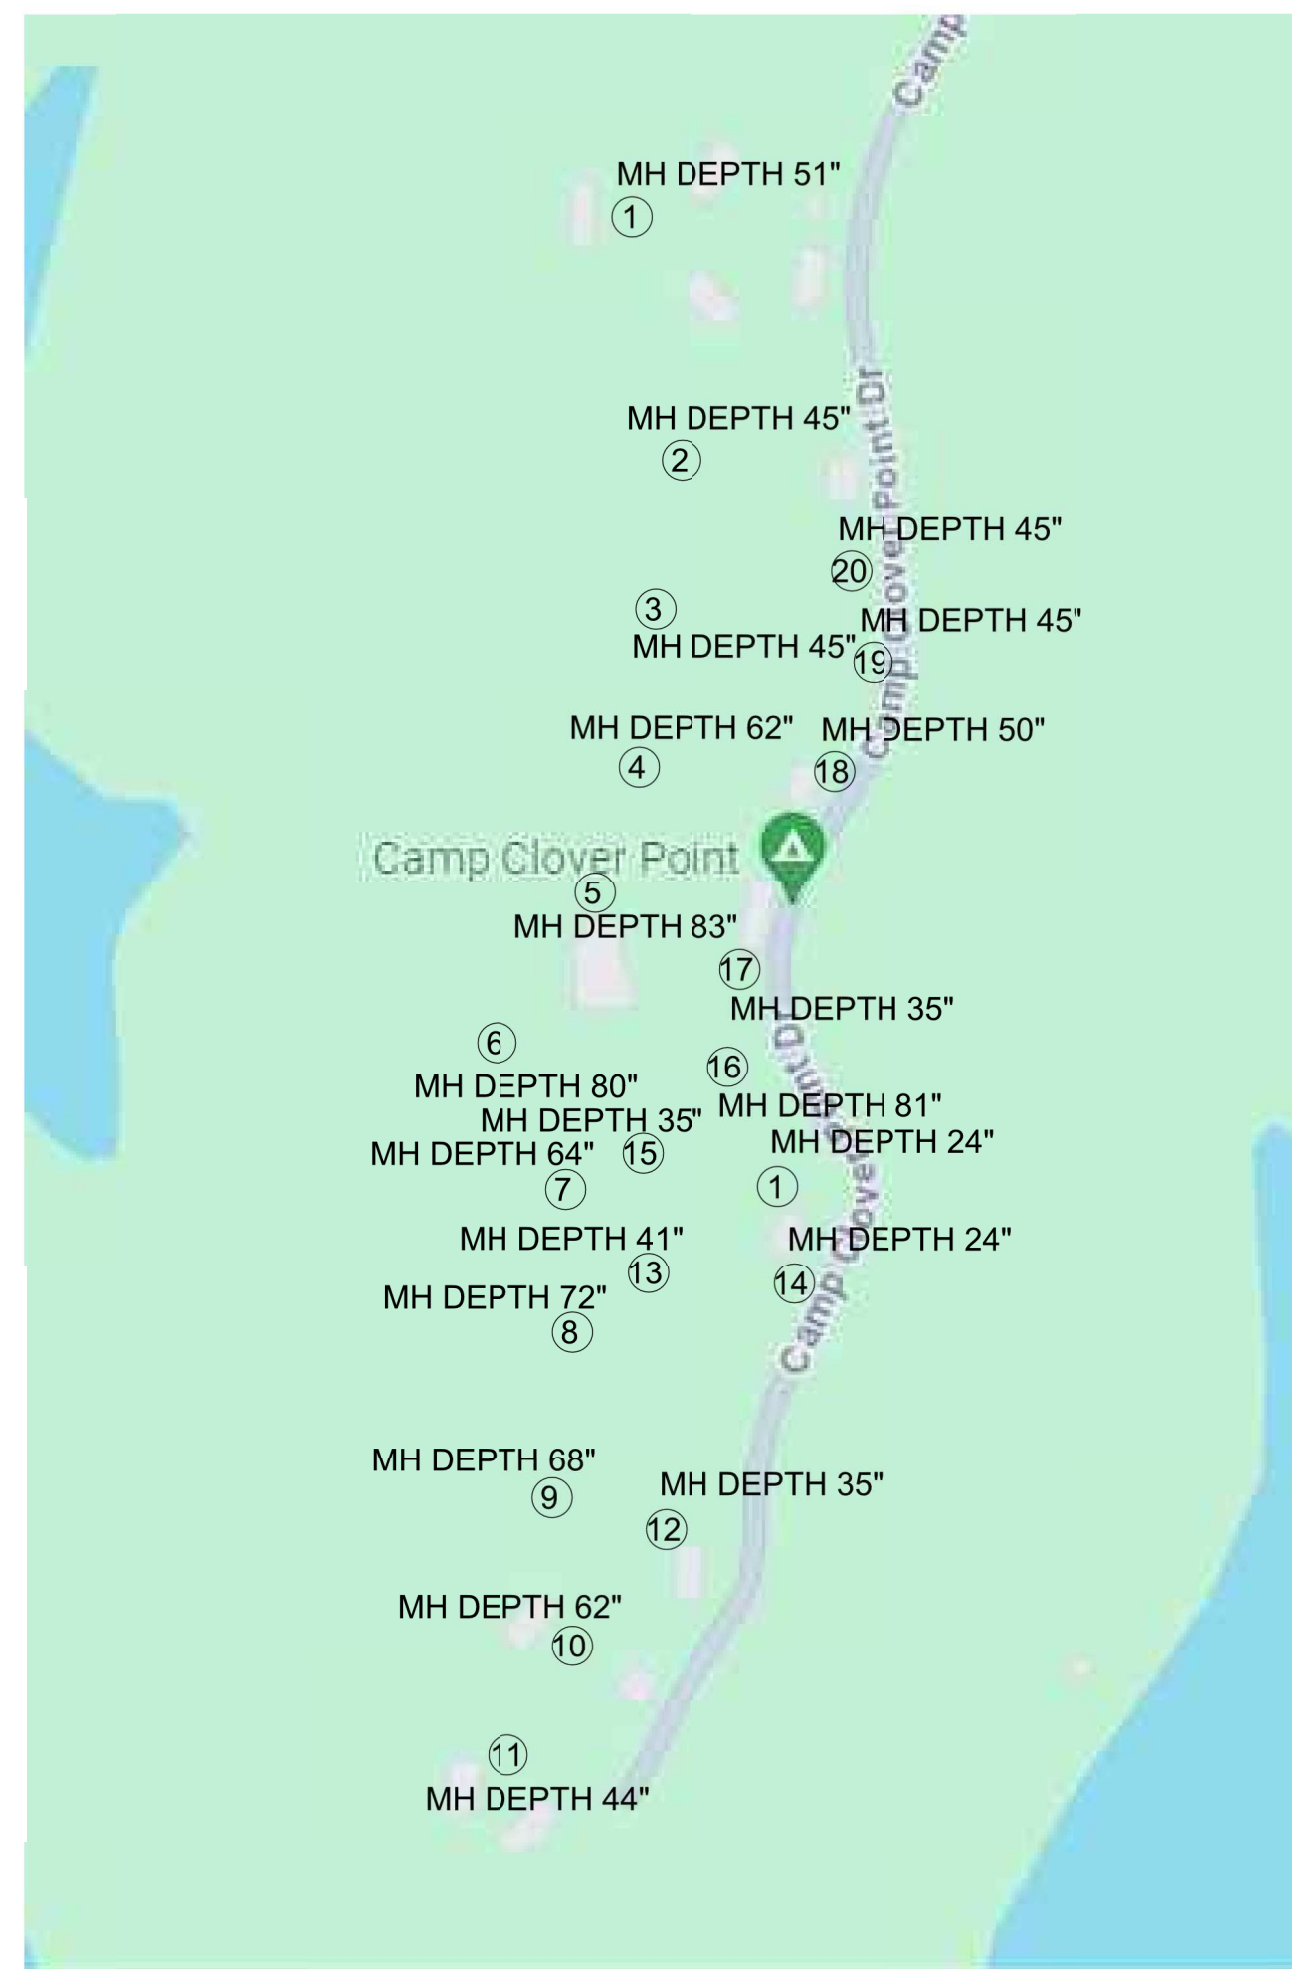 Camp
MH DEPTH 51"
1
Camp Clover Point Dr
MH DEPTH 45"
2
MH DEPTH 45"
20
3
MH DEPTH 45"
MH DEPTH 45"
19
MH DEPTH 62"
4
MH DEPTH 50"
18
Camp Clover Point
5
MH DEPTH 83"
17
MH DEPTH 35"
6
MH DEPTH 80"
16
MH DEPTH 81"
MH DEPTH 35"
15
MH DEPTH 64"
7
MH DEPTH 24"
1
MH DEPTH 41"
13
MH DEPTH 24"
14
Camp Clover
MH DEPTH 72"
8
MH DEPTH 68"
9
MH DEPTH 35"
12
MH DEPTH 62"
10
11
MH DEPTH 44"